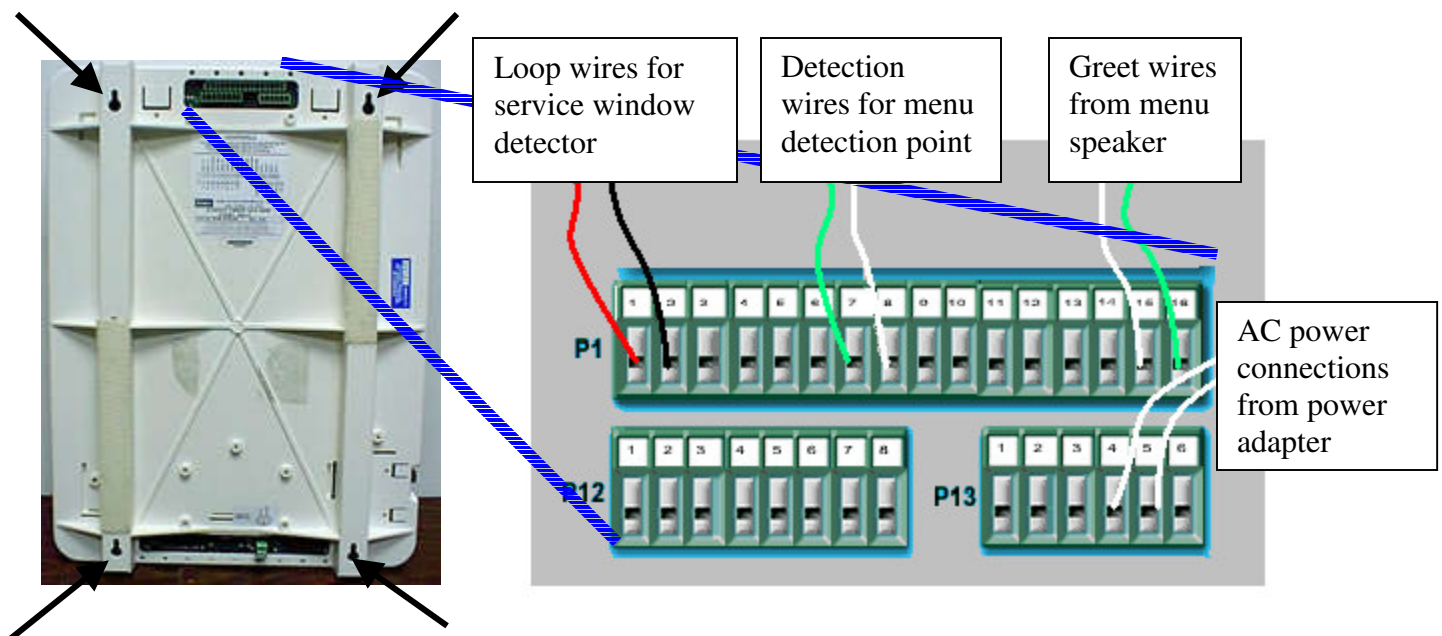 Loop wires for
service window
detector
Detection
wires for menu
detection point
Greet wires
from menu
speaker
1 2 3 4 5 6 7 8 9 10 11 12 13 14 15 16
P1
AC power
connections
from power
adapter
1 2 3 4 5 6 7 8
P12
1 2 3 4 5 6
P13